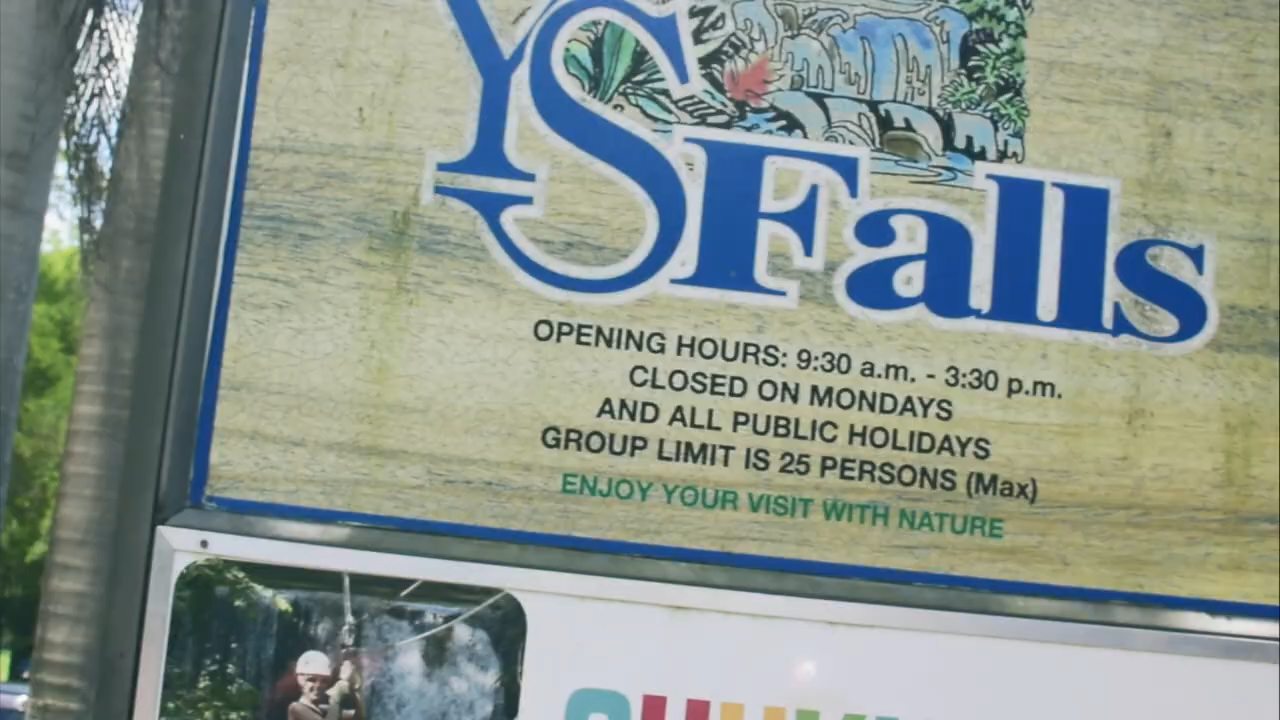 YS Falls
OPENING HOURS: 9:30 a.m. - 3:30 p.m.
CLOSED ON MONDAYS
AND ALL PUBLIC HOLIDAYS
GROUP LIMIT IS 25 PERSONS (Max)
ENJOY YOUR VISIT WITH NATURE